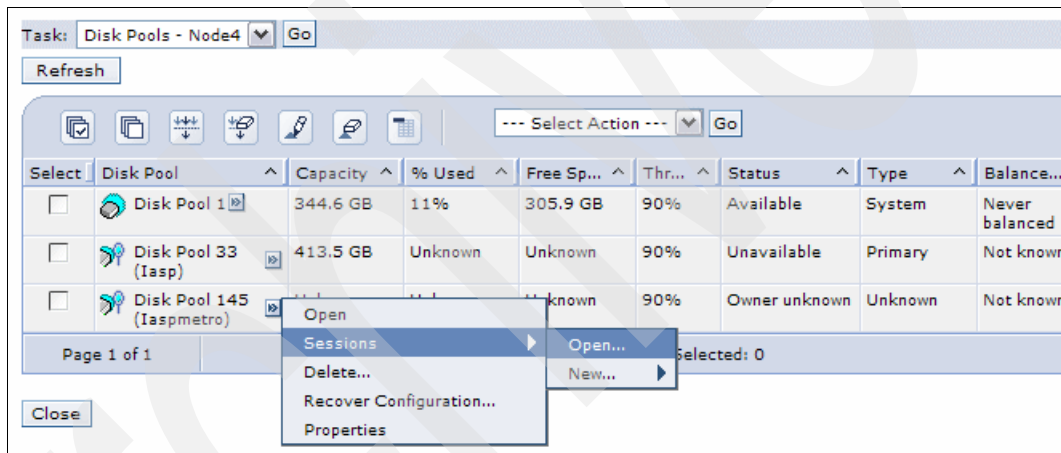 Task: Disk Pools - Node4 Go
Refresh
--- Select Action --- Go
Select Disk Pool Capacity % Used Free Sp... Thr... Status Type Balance...
Disk Pool 1 344.6 GB 11% 305.9 GB 90% Available System Never
balanced
Disk Pool 33 413.5 GB Unknown Unknown 90% Unavailable Primary Not known
(Iasp)
Disk Pool 145 90% Owner unknown Unknown Not known
(Iaspmetro)
Open
Sessions Open...
Page 1 of 1 Selected: 0
Delete... New...
Recover Configuration...
Close
Properties